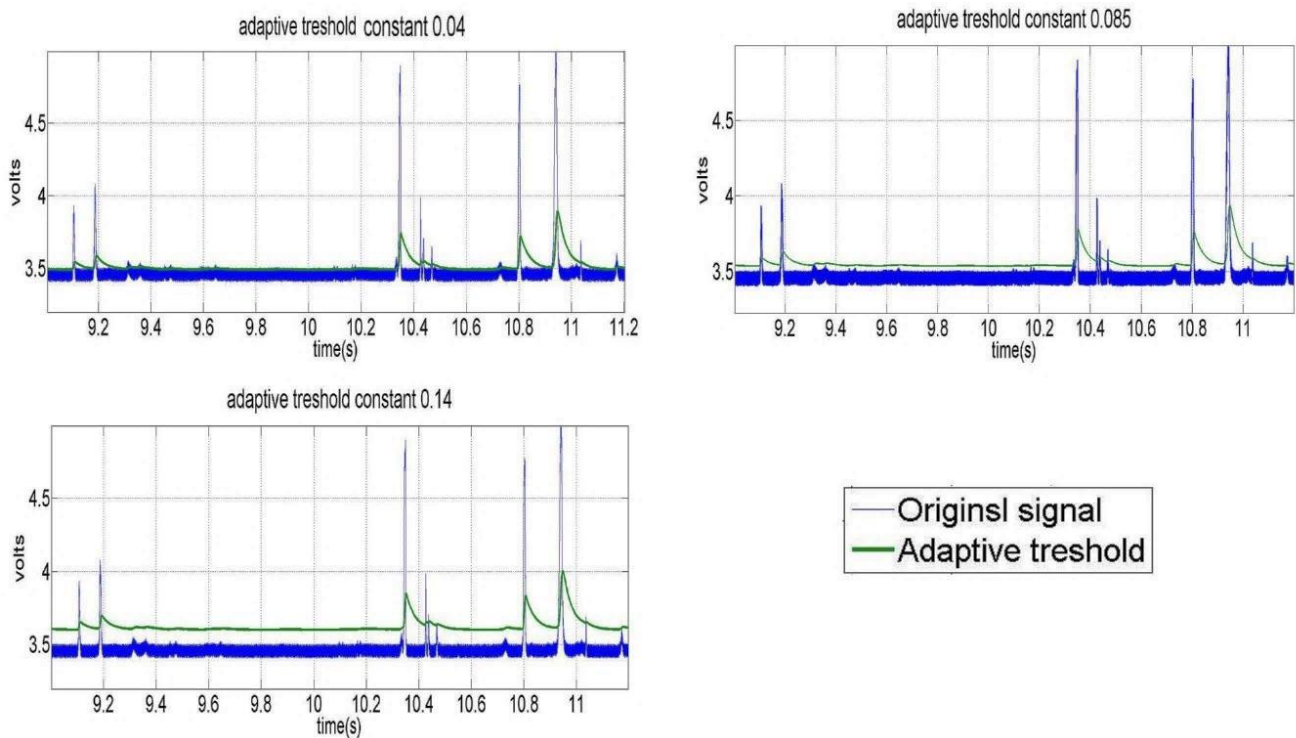 adaptive treshold constant 0.04
volts
4.5
4
3.5
9.2 9.4 9.6 9.8 10 10.2 10.4 10.6 10.8 11 11.2
time(s)
adaptive treshold constant 0.085
volts
4.5
4
3.5
9.2 9.4 9.6 9.8 10 10.2 10.4 10.6 10.8 11
time(s)
adaptive treshold constant 0.14
volts
4.5
4
3.5
9.2 9.4 9.6 9.8 10 10.2 10.4 10.6 10.8 11
time(s)
Originsl signal
Adaptive treshold